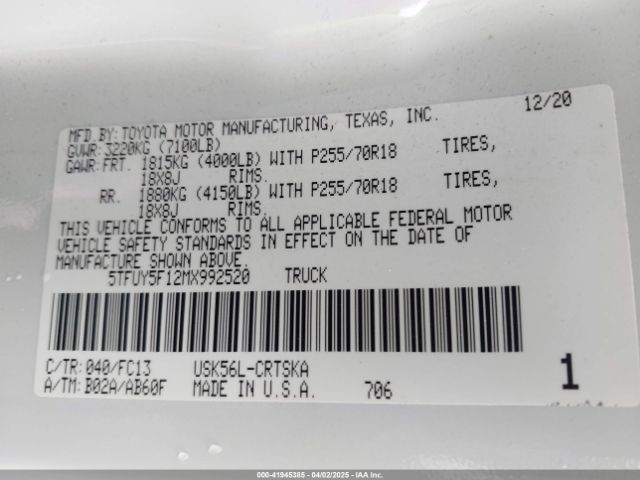 MFD.BY: TOYOTA MOTOR MANUFACTURING, TEXAS, INC. 12/20
GVWR: 3220KG (7100LB)
GAWR: FRT. 1815KG (4000LB) WITH P255/70R18 TIRES,
18X8J RIMS.
RR. 1880KG (4150LB) WITH P255/70R18 TIRES,
18X8J RIMS.
THIS VEHICLE CONFORMS TO ALL APPLICABLE FEDERAL MOTOR
VEHICLE SAFETY STANDARDS IN EFFECT ON THE DATE OF
MANUFACTURE SHOWN ABOVE.
5TFUY5F12MX992520 TRUCK
C/TR: 040/FC13 USK56L-CRTSKA
A/TM: B02A/AB60F MADE IN U.S.A. 706 1
000-41945385 - 04/02/2025 - IAAI.com